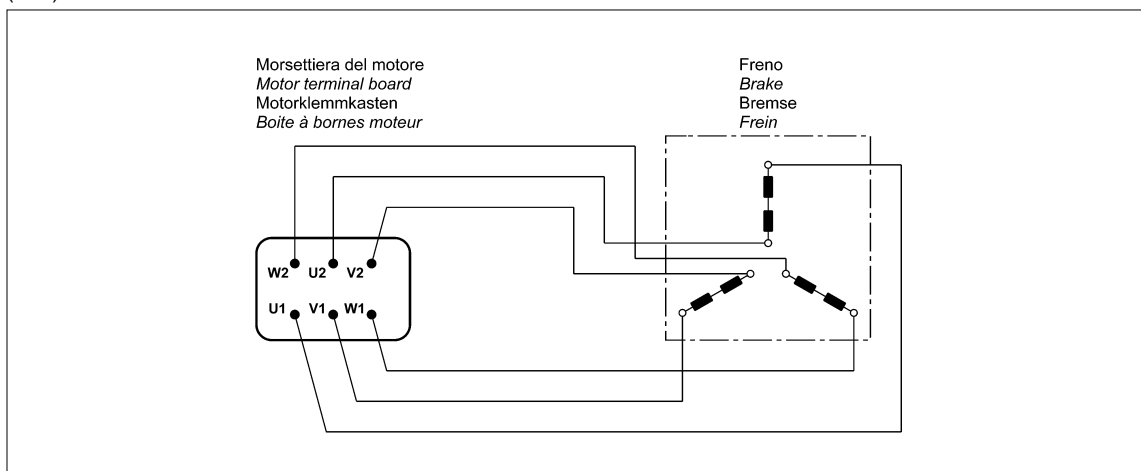 Morsettiera del motore
Motor terminal board
Motorklemmkasten
Boite à bornes moteur
Freno
Brake
Bremse
Frein
W2 U2 V2
U1 V1 W1